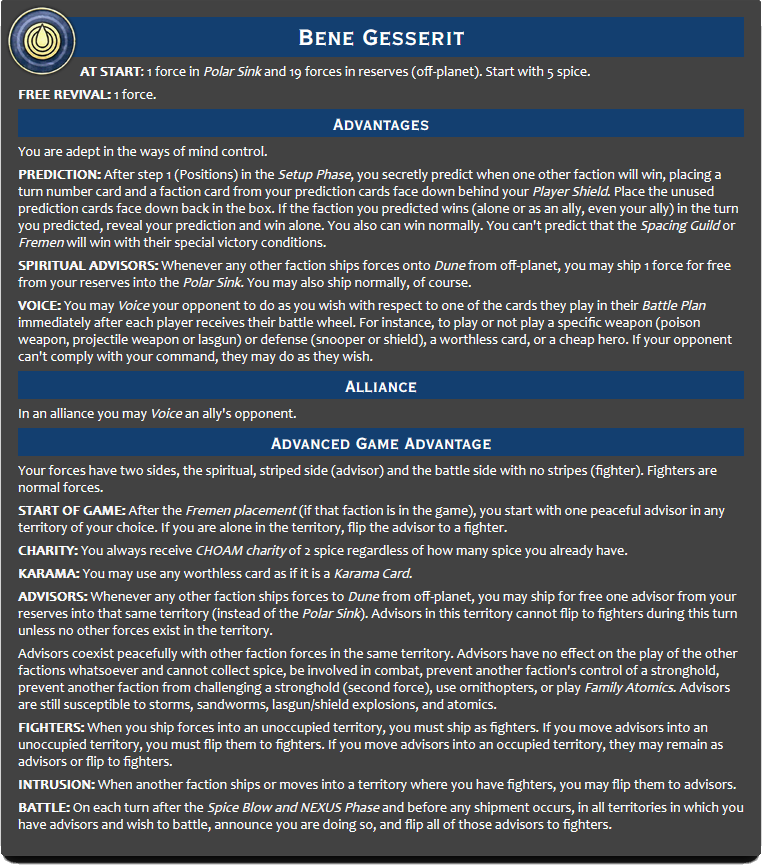 BENE GESSERIT
AT START: 1 force in Polar Sink and 19 forces in reserves (off-planet). Start with 5 spice.
FREE REVIVAL: 1 force.
ADVANTAGES
You are adept in the ways of mind control.
PREDICTION: After step 1 (Positions) in the Setup Phase, you secretly predict when one other faction will win, placing a
turn number card and a faction card from your prediction cards face down behind your Player Shield. Place the unused
prediction cards face down back in the box. If the faction you predicted wins (alone or as an ally, even your ally) in the turn
you predicted, reveal your prediction and win alone. You also can win normally. You can't predict that the Spacing Guild or
Fremen will win with their special victory conditions.
SPIRITUAL ADVISORS: Whenever any other faction ships forces onto Dune from off-planet, you may ship 1 force for free
from your reserves into the Polar Sink. You may also ship normally, of course.
VOICE: You may Voice your opponent to do as you wish with respect to one of the cards they play in their Battle Plan
immediately after each player receives their battle wheel. For instance, to play or not play a specific weapon (poison
weapon, projectile weapon or lasgun) or defense (snooper or shield), a worthless card, or a cheap hero. If your opponent
can't comply with your command, they may do as they wish.
ALLIANCE
In an alliance you may Voice an ally's opponent.
ADVANCED GAME ADVANTAGE
Your forces have two sides, the spiritual, striped side (advisor) and the battle side with no stripes (fighter). Fighters are
normal forces.
START OF GAME: After the Fremen placement (if that faction is in the game), you start with one peaceful advisor in any
territory of your choice. If you are alone in the territory, flip the advisor to a fighter.
CHARITY: You always receive CHOAM charity of 2 spice regardless of how many spice you already have.
KARAMA: You may use any worthless card as if it is a Karama Card.
ADVISORS: Whenever any other faction ships forces to Dune from off-planet, you may ship for free one advisor from your
reserves into that same territory (instead of the Polar Sink). Advisors in this territory cannot flip to fighters during this turn
unless no other forces exist in the territory.
Advisors coexist peacefully with other faction forces in the same territory. Advisors have no effect on the play of the other
factions whatsoever and cannot collect spice, be involved in combat, prevent another faction's control of a stronghold,
prevent another faction from challenging a stronghold (second force), use ornithopters, or play Family Atomics. Advisors
are still susceptible to storms, sandworms, lasgun/shield explosions, and atomics.
FIGHTERS: When you ship forces into an unoccupied territory, you must ship as fighters. If you move advisors into an
unoccupied territory, you must flip them to fighters. If you move advisors into an occupied territory, they may remain as
advisors or flip to fighters.
INTRUSION: When another faction ships or moves into a territory where you have fighters, you may flip them to advisors.
BATTLE: On each turn after the Spice Blow and NEXUS Phase and before any shipment occurs, in all territories in which you
have advisors and wish to battle, announce you are doing so, and flip all of those advisors to fighters.